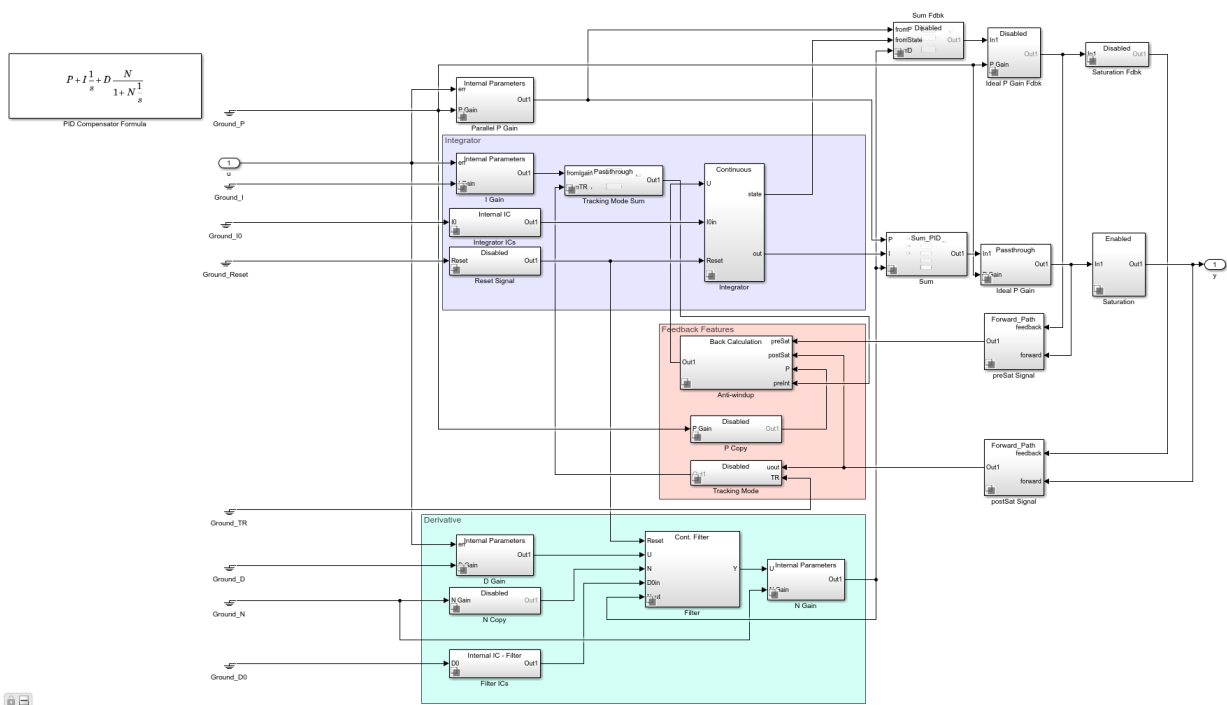 P + I 1/s + D N/(1 + N 1/s)
PID Compensator Formula
Sum Fdbk
Disabled
fromP
fromState
Out1
Disabled
In1
Out1
P Gain
Ideal P Gain Fdbk
Disabled
In1
Saturation Fdbk
Internal Parameters
err
Out1
P Gain
Parallel P Gain
Ground_P
Integrator
1
u
Ground_I
Internal Parameters
err
Out1
I Gain
Passthrough
fromIgain
Out1
Tracking Mode Sum
Continuous
U
state
I0in
out
Reset
Integrator
Ground_I0
Internal IC
I0
Out1
Integrator ICs
Ground_Reset
Disabled
Reset
Out1
Reset Signal
Sum_PID
P
I
Out1
Sum
Passthrough
In1
Out1
P Gain
Ideal P Gain
Enabled
In1
Out1
Saturation
1
y
Feedback Features
Back Calculation
preSat
postSat
Out1
P
preInt
Anti-windup
Forward_Path
feedback
Out1
forward
preSat Signal
Disabled
P Gain
Out1
P Copy
Disabled
uout
Out1
TR
Tracking Mode
Forward_Path
feedback
Out1
forward
postSat Signal
Ground_TR
Derivative
Internal Parameters
err
Out1
D Gain
D Gain
Ground_D
Cont. Filter
Reset
U
N
Y
D0in
Filter
Internal Parameters
U
Out1
N Gain
N Gain
Ground_N
Disabled
N Gain
Out1
N Copy
Ground_D0
Internal IC - Filter
D0
Out1
Filter ICs